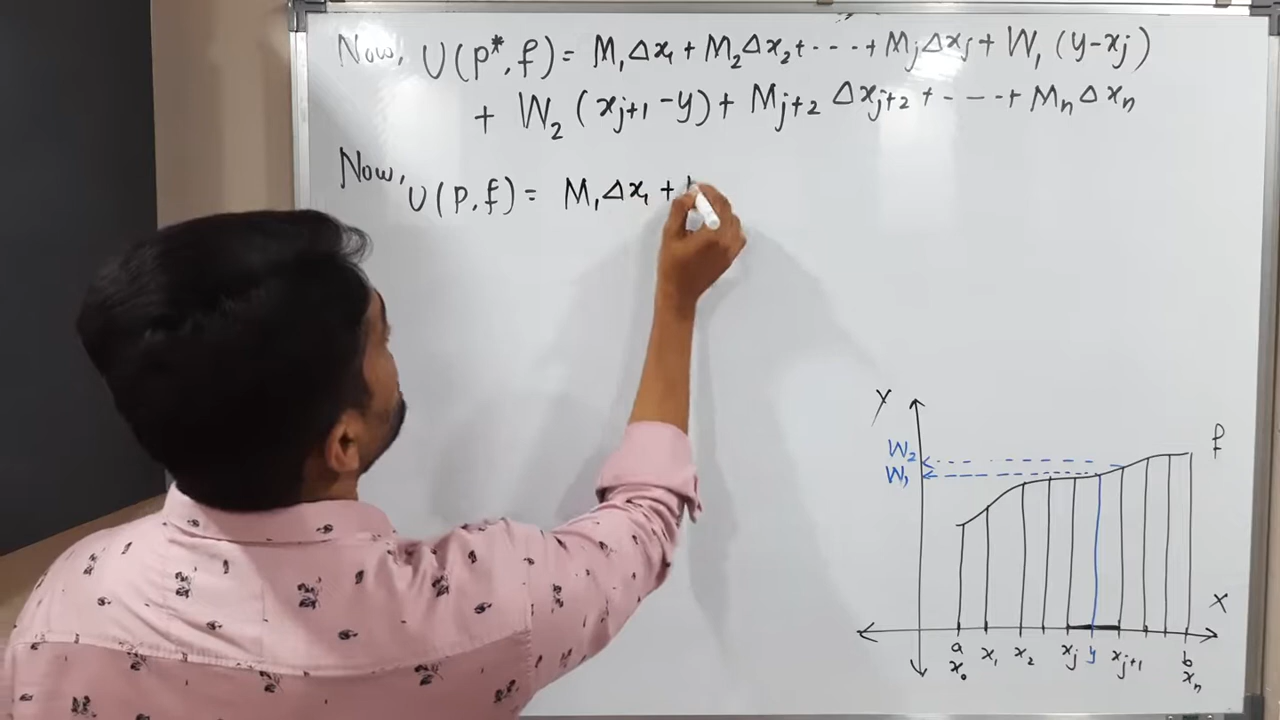 Now, U(P*, f) = M₁Δx₁ + M₂Δx₂ + ---- + MⱼΔxⱼ + W₁ (y-xⱼ)
+ W₂ (xⱼ₊₁ - y) + Mⱼ₊₂ Δxⱼ₊₂ + ---- + Mₙ Δxₙ
Now, U(P, f) = M₁Δx₁ +
Y
f
W₂
W₁
X
a x₁ x₂ xⱼ y xⱼ₊₁ b
x₀ xₙ